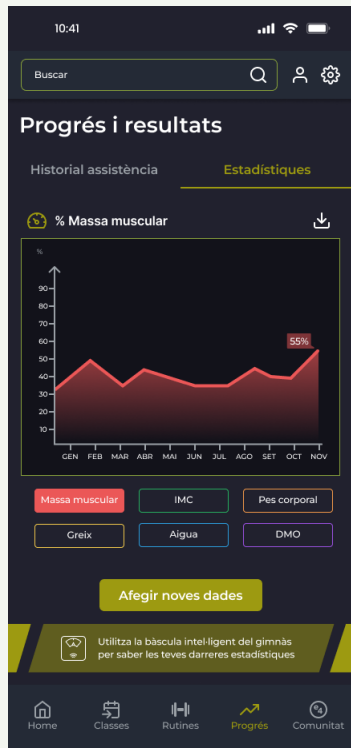 10:41
Buscar
Progrés i resultats
Historial assistència Estadístiques
% Massa muscular
%
90
80
70
60
50
40
30
20
10
55%
GEN FEB MAR ABR MAI JUN JUL AGO SET OCT NOV
Massa muscular IMC Pes corporal
Greix Aigua DMO
Afegir noves dades
Utilitza la bàscula intel·ligent del gimnàs
per saber les teves darreres estadístiques
Home Classes Rutines Progrés Comunitat